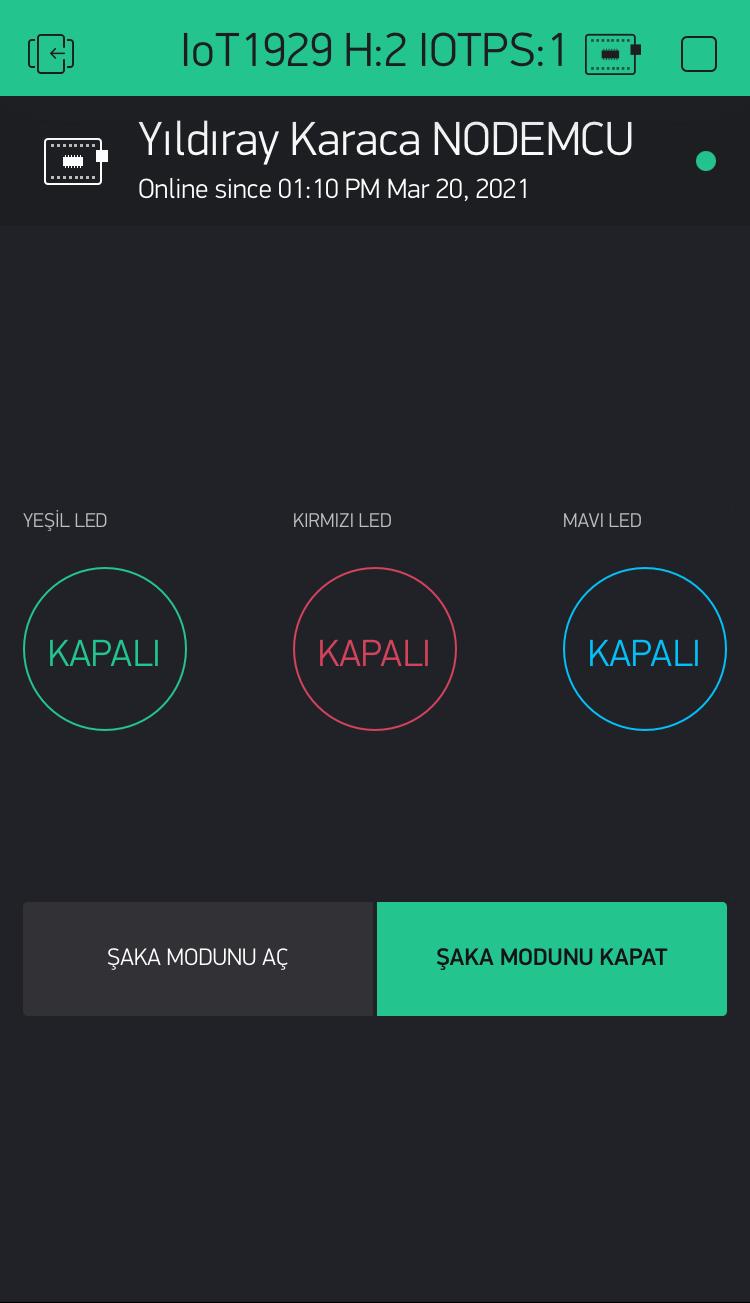 IoT1929 H:2 IOTPS:1
Yıldıray Karaca NODEMCU
Online since 01:10 PM Mar 20, 2021
YEŞİL LED
KIRMIZI LED
MAVI LED
KAPALI
KAPALI
KAPALI
ŞAKA MODUNU AÇ
ŞAKA MODUNU KAPAT